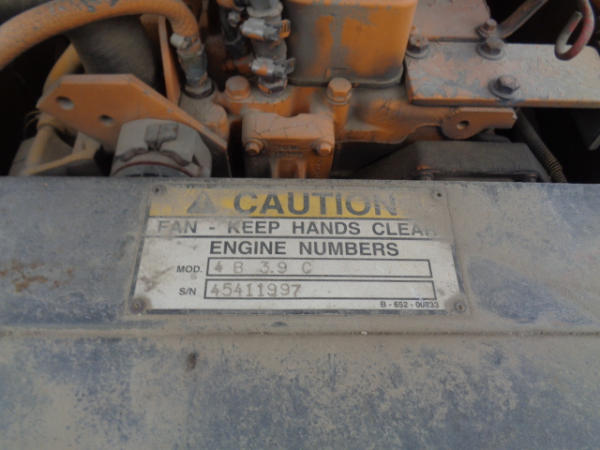 CAUTION
FAN - KEEP HANDS CLEAR
ENGINE NUMBERS
MOD. 4 B 3.9 C
S/N 45411997